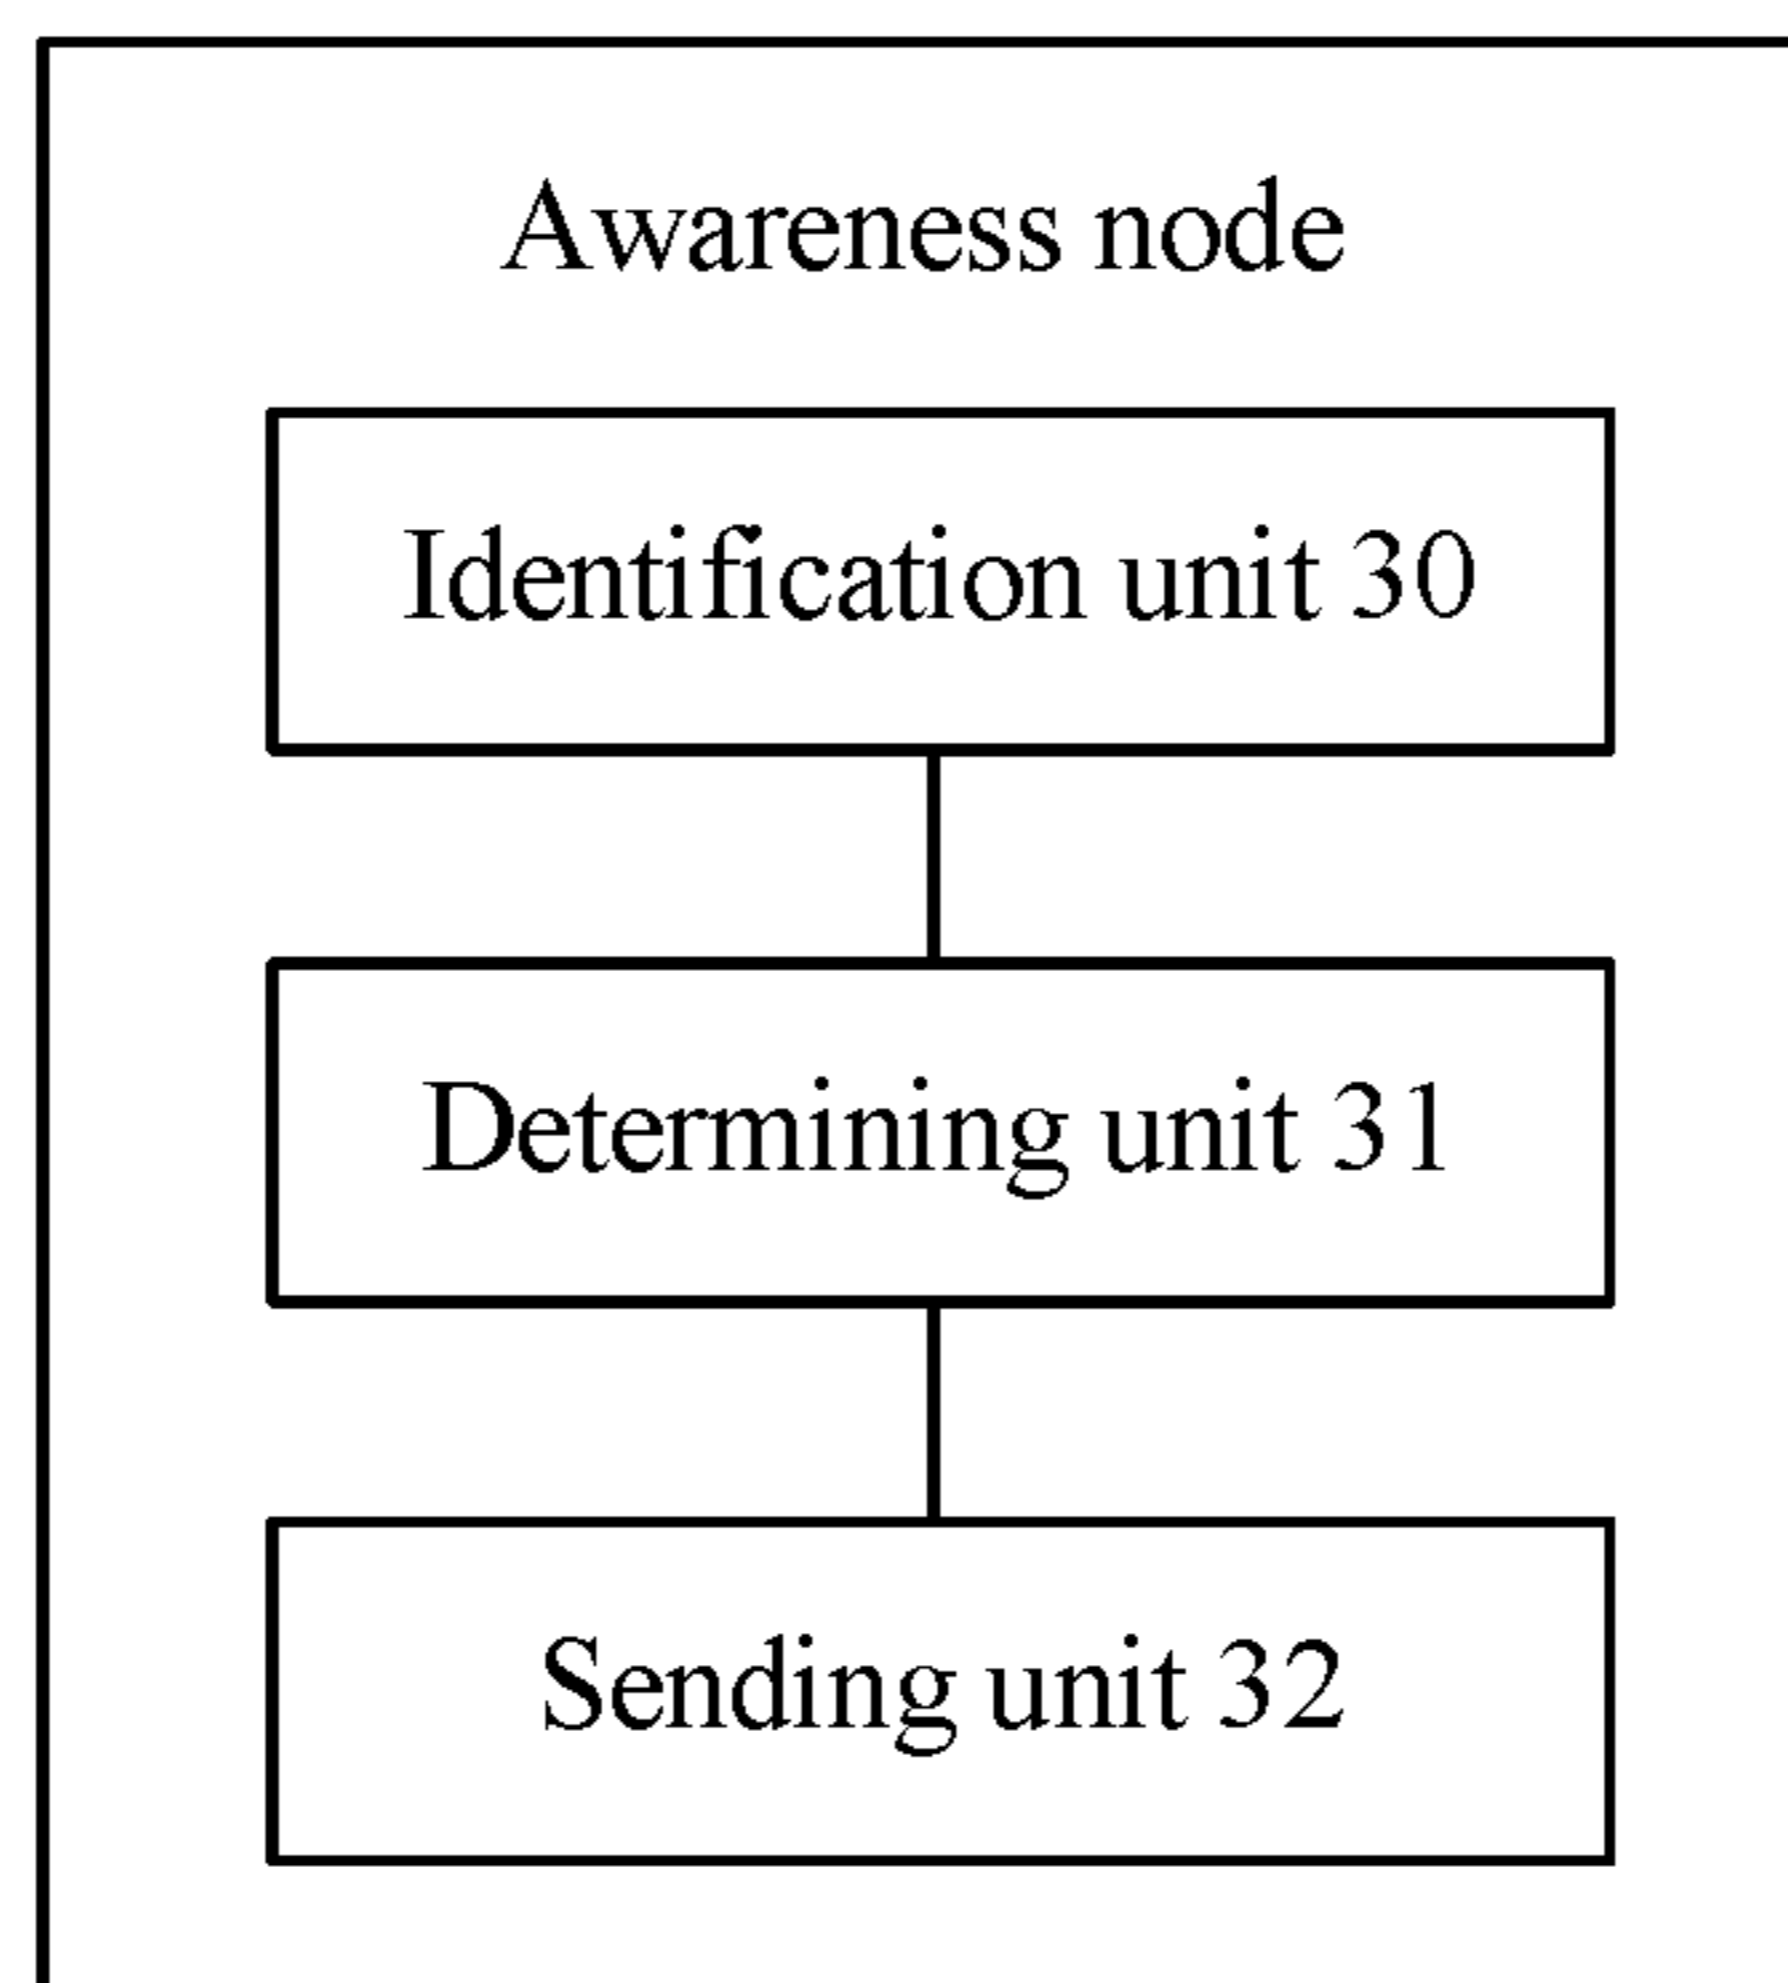 Awareness node
Identification unit 30
Determining unit 31
Sending unit 32